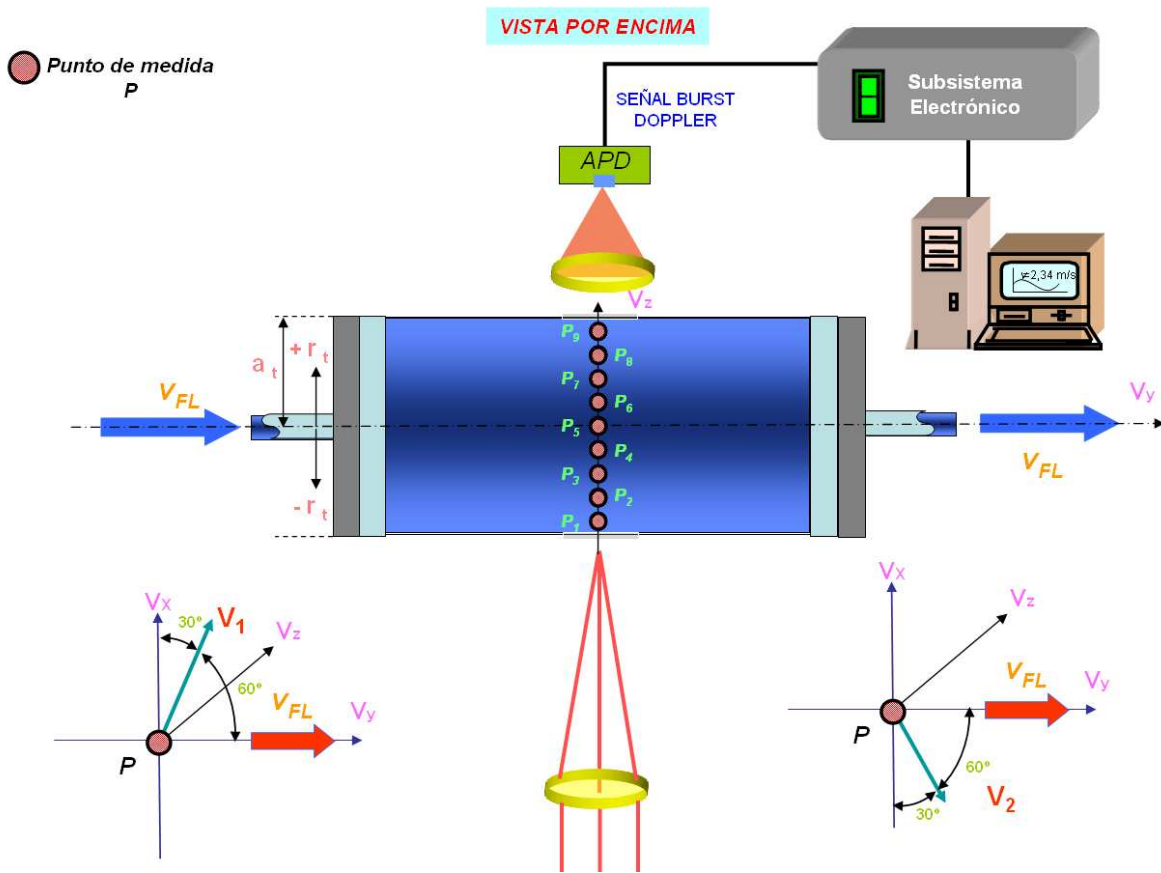 VISTA POR ENCIMA
Punto de medida
P
SEÑAL BURST
DOPPLER
Subsistema
Electrónico
APD
v=2,34 m/s
Vz
a t
+ r t
- r t
VFL
P9
P8
P7
P6
P5
P4
P3
P2
P1
Vy
VFL
VX
30°
V1
Vz
60°
VFL
Vy
P
VX
Vz
VFL
Vy
P
60°
V2
30°